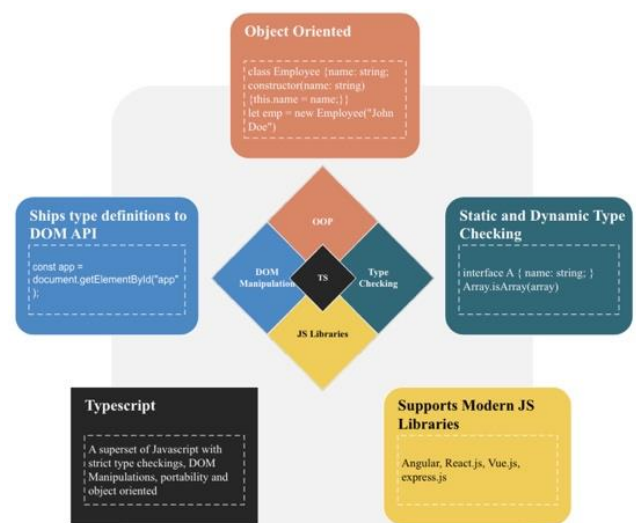 Object Oriented
class Employee {name: string;
constructor(name: string)
{this.name = name;}}
let emp = new Employee("John
Doe")
Ships type definitions to
DOM API
const app =
document.getElementById("app"
);
OOP
DOM
Manipulation
TS
Type
Checking
JS Libraries
Static and Dynamic Type
Checking
interface A { name: string; }
Array.isArray(array)
Typescript
A superset of Javascript with
strict type checkings, DOM
Manipulations, portability and
object oriented
Supports Modern JS
Libraries
Angular, React.js, Vue.js,
express.js